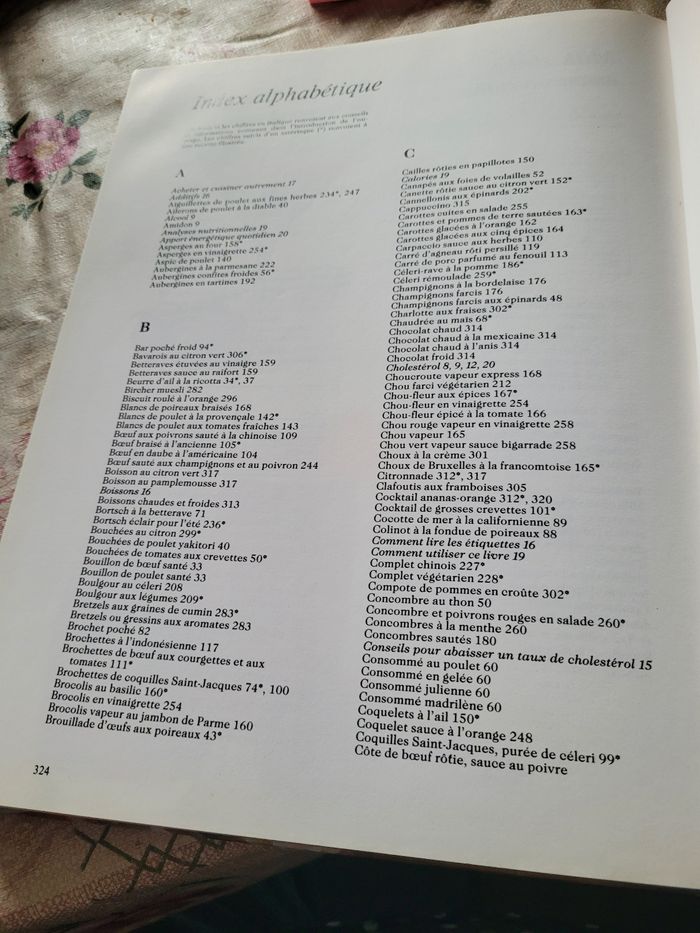 Index alphabétique
et les chiffres en italique renvoient aux conseils
et informations contenus dans l'introduction de l'ou-
vrage. Les chiffres suivis d'un astérisque (*) renvoient à
une recette illustrée.
A
Acheter et cuisiner autrement 17
Additifs 16
Aiguillettes de poulet aux fines herbes 234*, 247
Ailerons de poulet à la diable 40
Alcool 9
Amidon 9
Analyses nutritionnelles 19
Apport énergétique quotidien 20
Asperges au four 158*
Asperges en vinaigrette 254*
Aspic de poulet 140
Aubergines à la parmesane 222
Aubergines confites froides 56*
Aubergines en tartines 192
B
Bar poché froid 94*
Bavarois au citron vert 306*
Betteraves étuvées au vinaigre 159
Betteraves sauce au raifort 159
Beurre d'ail à la ricotta 34*, 37
Bircher muesli 282
Biscuit roulé à l'orange 296
Blancs de poireaux braisés 168
Blancs de poulet à la provençale 142*
Blancs de poulet aux tomates fraîches 143
Bœuf aux poivrons sauté à la chinoise 109
Bœuf braisé à l'ancienne 105*
Bœuf en daube à l'américaine 104
Bœuf sauté aux champignons et au poivron 244
Boisson au citron vert 317
Boisson au pamplemousse 317
Boissons 16
Boissons chaudes et froides 313
Bortsch à la betterave 71
Bortsch éclair pour l'été 236*
Bouchées au citron 299*
Bouchées de poulet yakitori 40
Bouchées de tomates aux crevettes 50*
Bouillon de bœuf santé 33
Bouillon de poulet santé 33
Boulgour au céleri 208
Boulgour aux légumes 209*
Bretzels aux graines de cumin 283*
Bretzels ou gressins aux aromates 283
Brochet poché 82
Brochettes à l'indonésienne 117
Brochettes de bœuf aux courgettes et aux
tomates 111*
Brochettes de coquilles Saint-Jacques 74*, 100
Brocolis au basilic 160*
Brocolis en vinaigrette 254
Brocolis vapeur au jambon de Parme 160
Brouillade d'œufs aux poireaux 43*
324
C
Cailles rôties en papillotes 150
Calories 19
Canapés aux foies de volailles 52
Canette rôtie sauce au citron vert 152*
Cannellonis aux épinards 202*
Cappuccino 315
Carottes cuites en salade 255
Carottes et pommes de terre sautées 163*
Carottes glacées à l'orange 162
Carottes glacées aux cinq épices 164
Carpaccio sauce aux herbes 110
Carré d'agneau rôti persillé 119
Carré de porc parfumé au fenouil 113
Céleri-rave à la pomme 186*
Céleri rémoulade 259*
Champignons à la bordelaise 176
Champignons farcis 176
Champignons farcis aux épinards 48
Charlotte aux fraises 302*
Chaudrée au maïs 68*
Chocolat chaud 314
Chocolat chaud à la mexicaine 314
Chocolat chaud à l'anis 314
Chocolat froid 314
Cholestérol 8, 9, 12, 20
Choucroute vapeur express 168
Chou farci végétarien 212
Chou-fleur aux épices 167*
Chou-fleur en vinaigrette 254
Chou-fleur épicé à la tomate 166
Chou rouge vapeur en vinaigrette 258
Chou vapeur 165
Chou vert vapeur sauce bigarrade 258
Choux à la crème 301
Choux de Bruxelles à la francomtoise 165*
Citronnade 312*, 317
Clafoutis aux framboises 305
Cocktail ananas-orange 312*, 320
Cocktail de grosses crevettes 101*
Cocotte de mer à la californienne 89
Colinot à la fondue de poireaux 88
Comment lire les étiquettes 16
Comment utiliser ce livre 19
Complet chinois 227*
Complet végétarien 228*
Compote de pommes en croûte 302*
Concombre au thon 50
Concombre et poivrons rouges en salade 260*
Concombres à la menthe 260
Concombres sautés 180
Conseils pour abaisser un taux de cholestérol 15
Consommé au poulet 60
Consommé en gelée 60
Consommé julienne 60
Consommé madrilène 60
Coquelets à l'ail 150*
Coquelet sauce à l'orange 248
Coquilles Saint-Jacques, purée de céleri 99*
Côte de bœuf rôtie, sauce au poivre